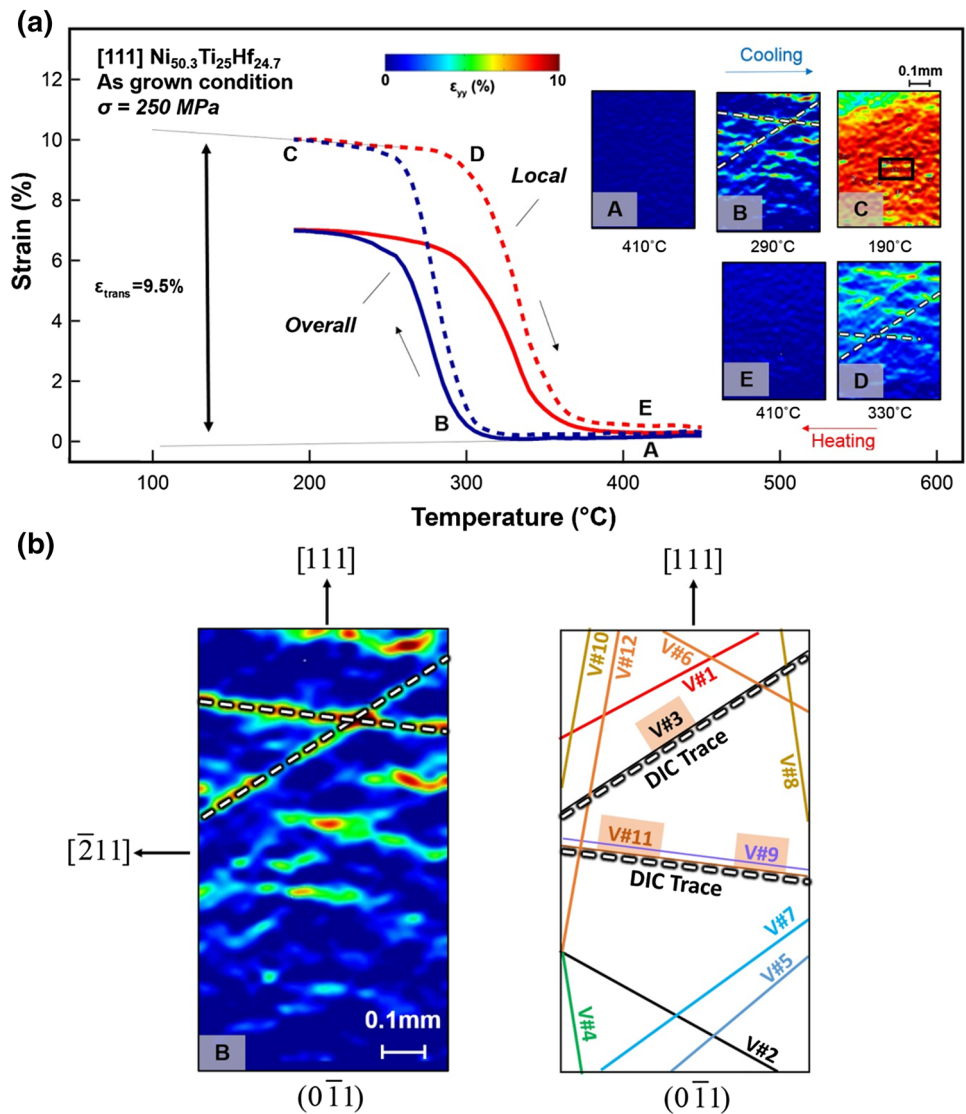 (a)
[111] Ni50.3Ti25Hf24.7
As grown condition
σ = 250 MPa
0 10
εyy (%)
Cooling
0.1mm
A
410°C
B
290°C
C
190°C
E
410°C
D
330°C
Heating
12
10
8
6
4
2
0
Strain (%)
C
D
Local
εtrans=9.5%
Overall
B
E
A
100 200 300 400 500 600
Temperature (°C)
(b)
[111]
[2̅11]
0.1mm
B
(01̅1)
[111]
V#10
V#12
V#6
V#1
V#3
DIC Trace
V#8
V#11
V#9
DIC Trace
V#7
V#5
V#4
V#2
(01̅1)